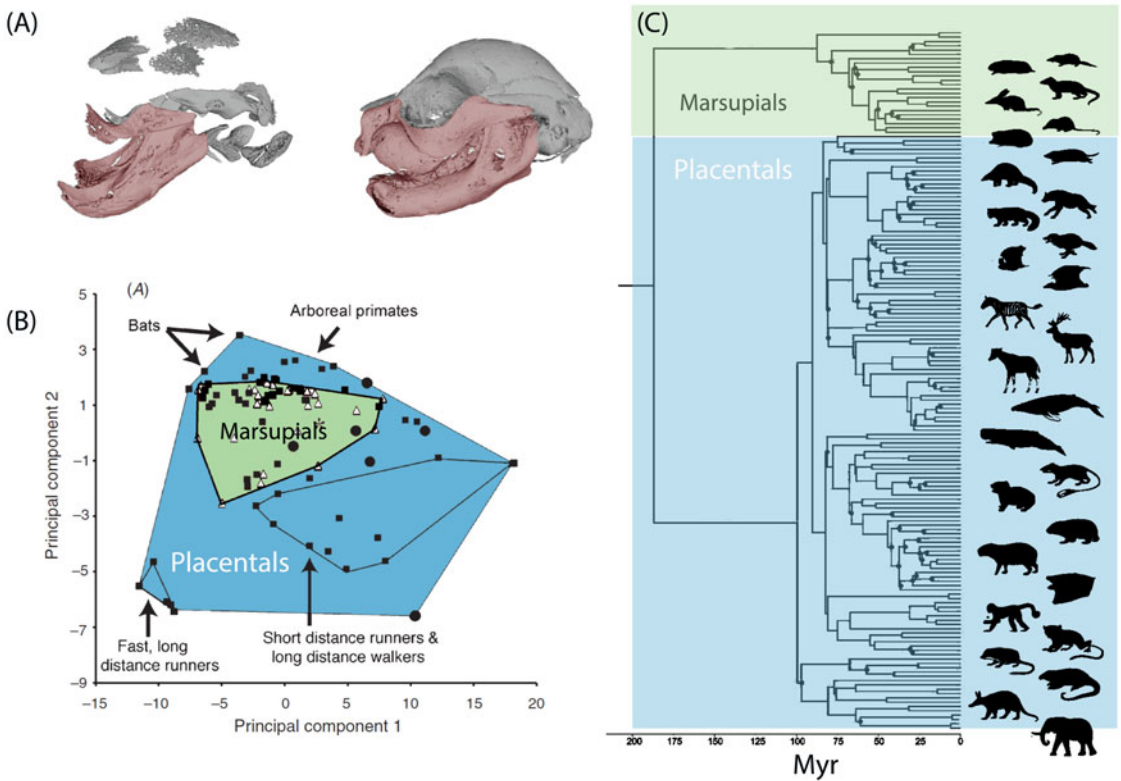 (A)
(B)
(A)
5
3
1
−1
−3
−5
−7
−9
Principal component 2
Bats
Arboreal primates
Marsupials
Placentals
Fast, long
distance runners
Short distance runners &
long distance walkers
−15
−10
−5
0
5
10
15
20
Principal component 1
(C)
Marsupials
Placentals
200
175
150
125
100
75
50
25
0
Myr